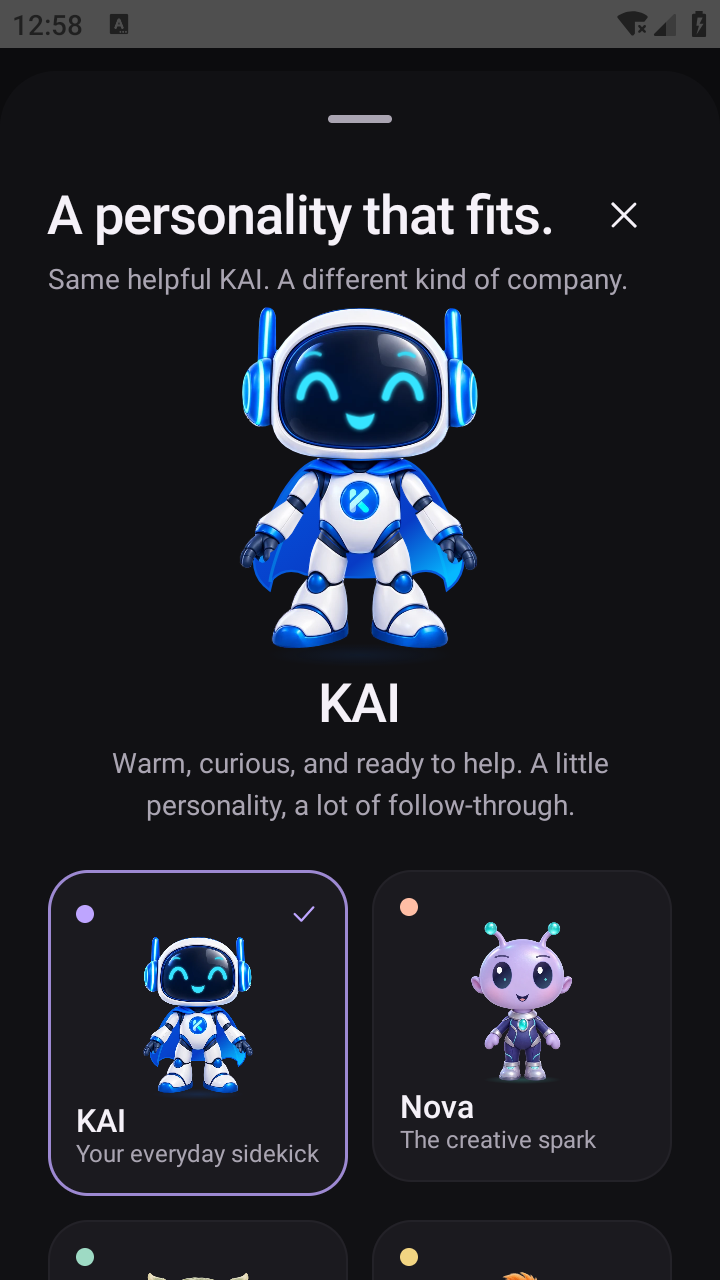 12:58
A personality that fits.
Same helpful KAI. A different kind of company.
KAI
Warm, curious, and ready to help. A little
personality, a lot of follow-through.
KAI
Your everyday sidekick
Nova
The creative spark